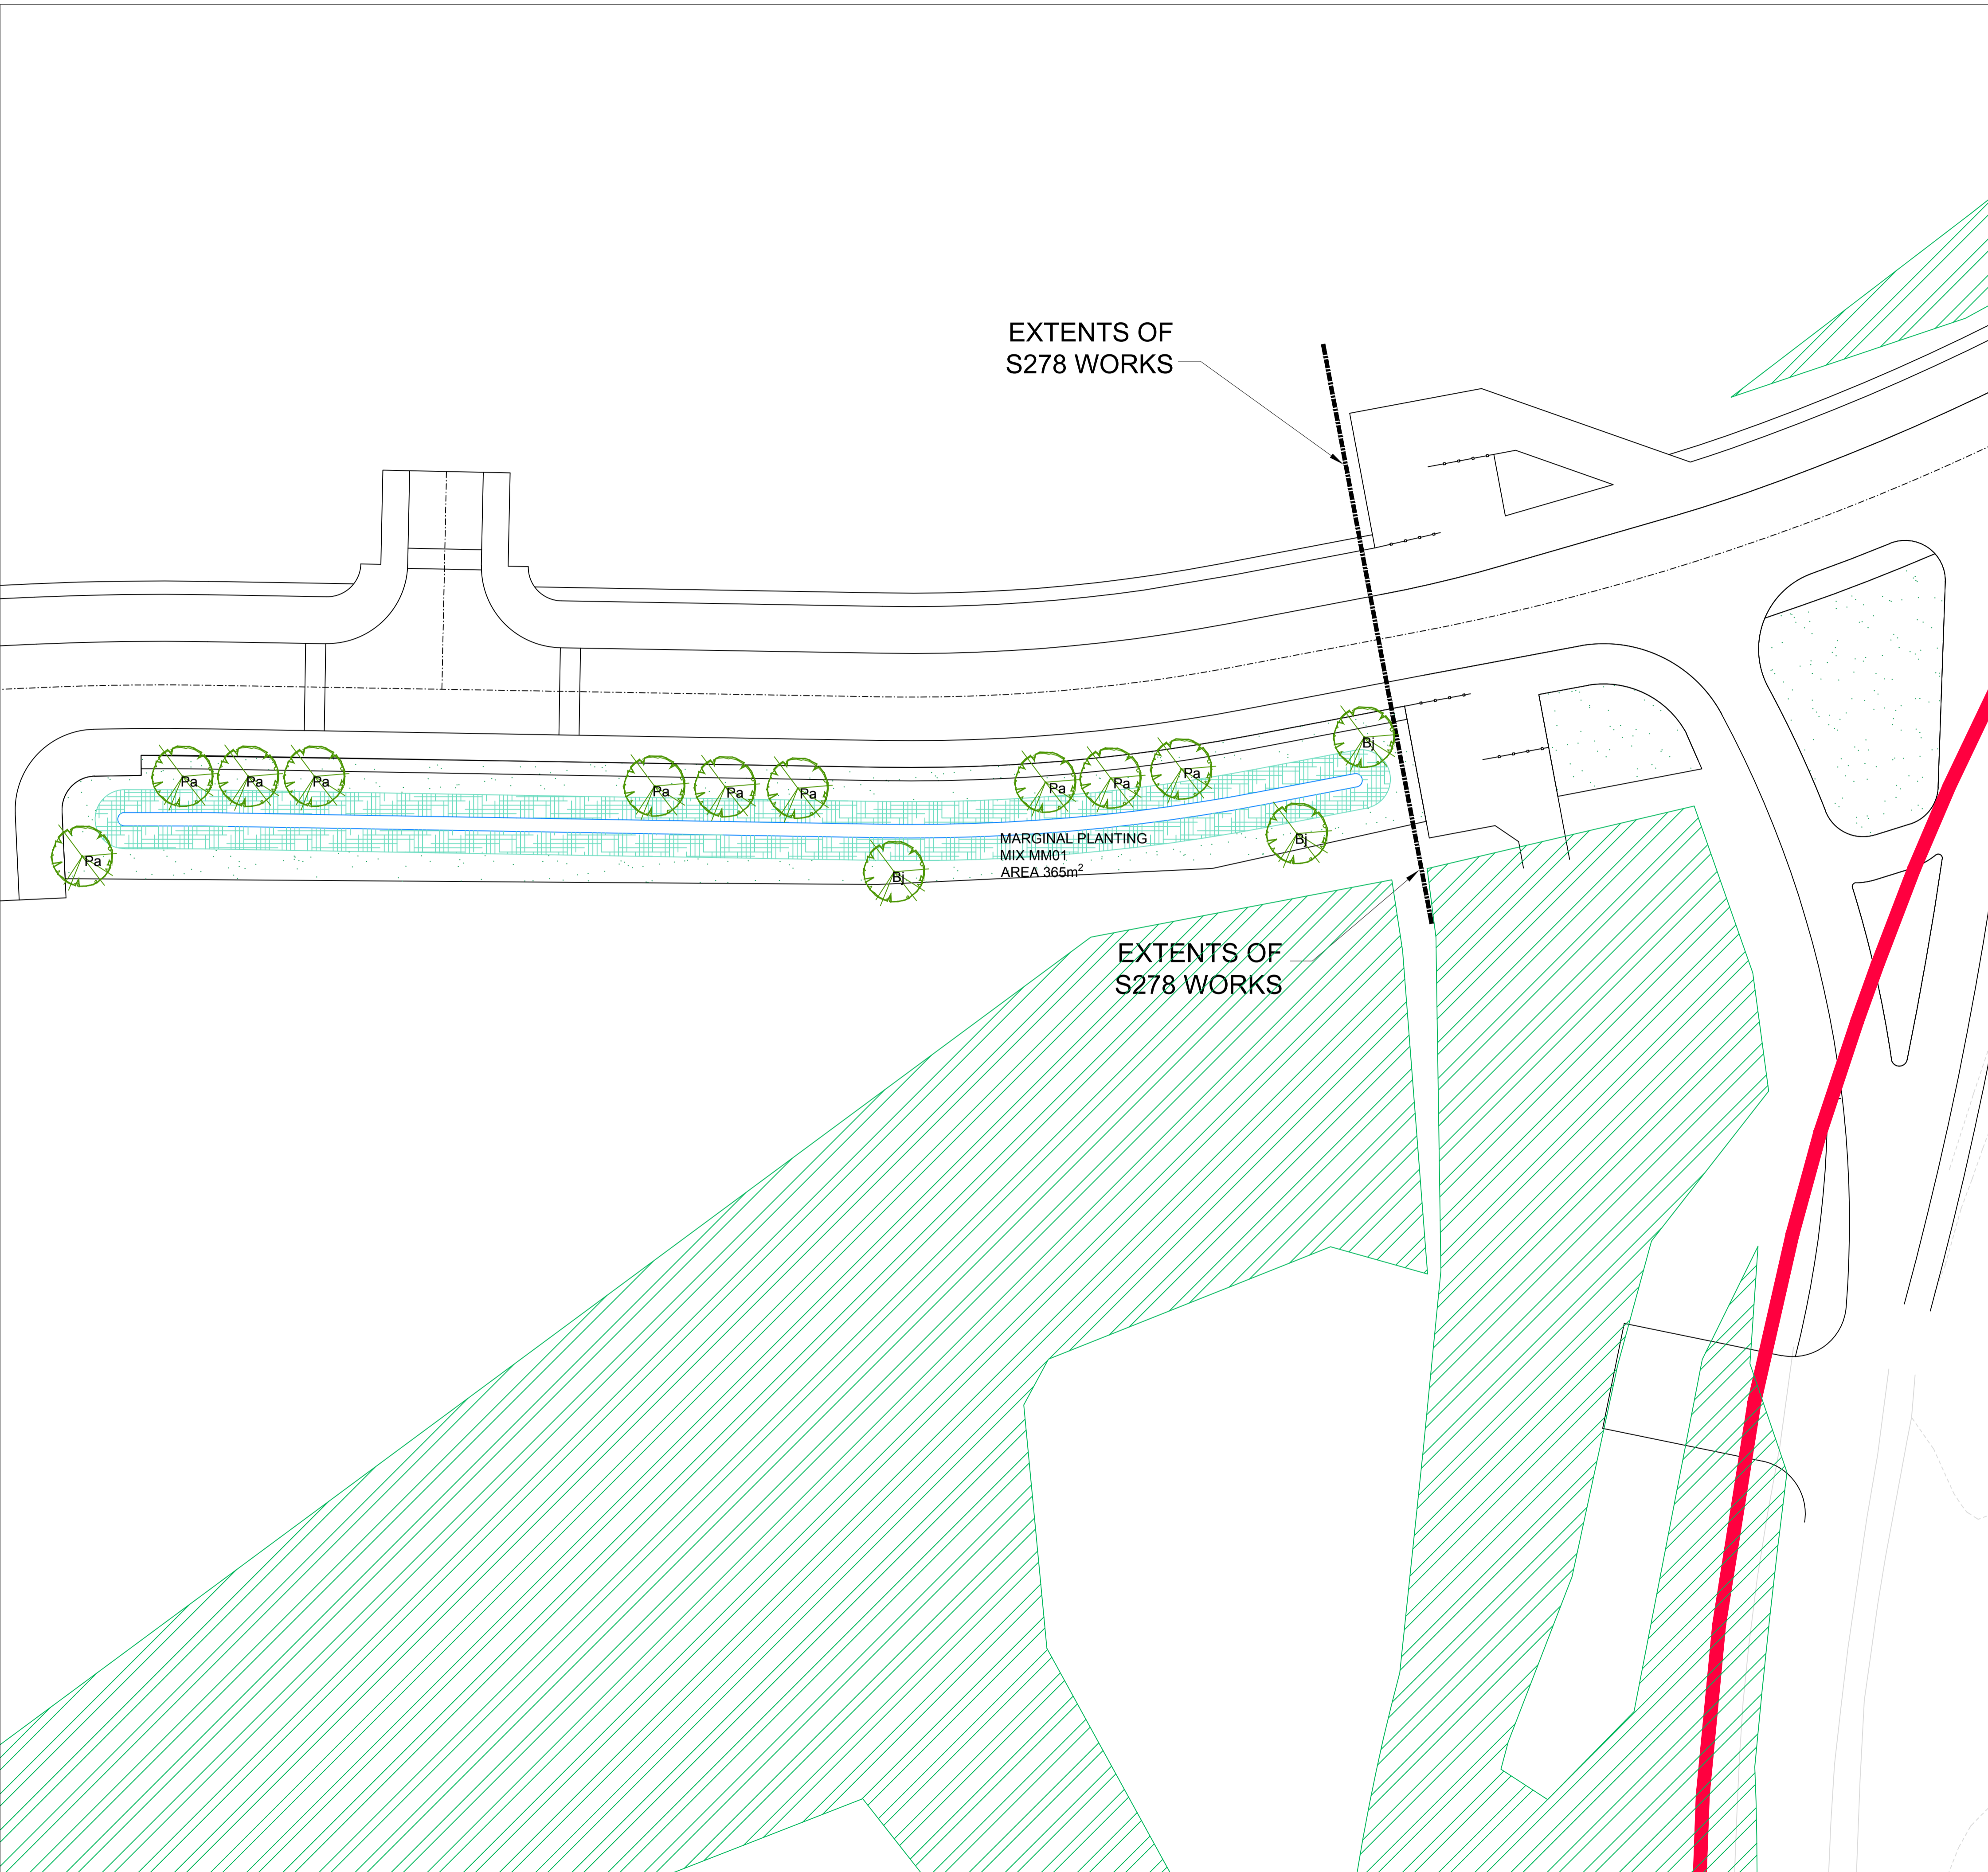 EXTENTS OF
S278 WORKS
Bj
Pa
Pa
Pa
Pa
Pa
Pa
Pa
Pa
Pa
Pa
Bj
Bj
MARGINAL PLANTING
MIX MM01
AREA 365m²
EXTENTS OF
S278 WORKS